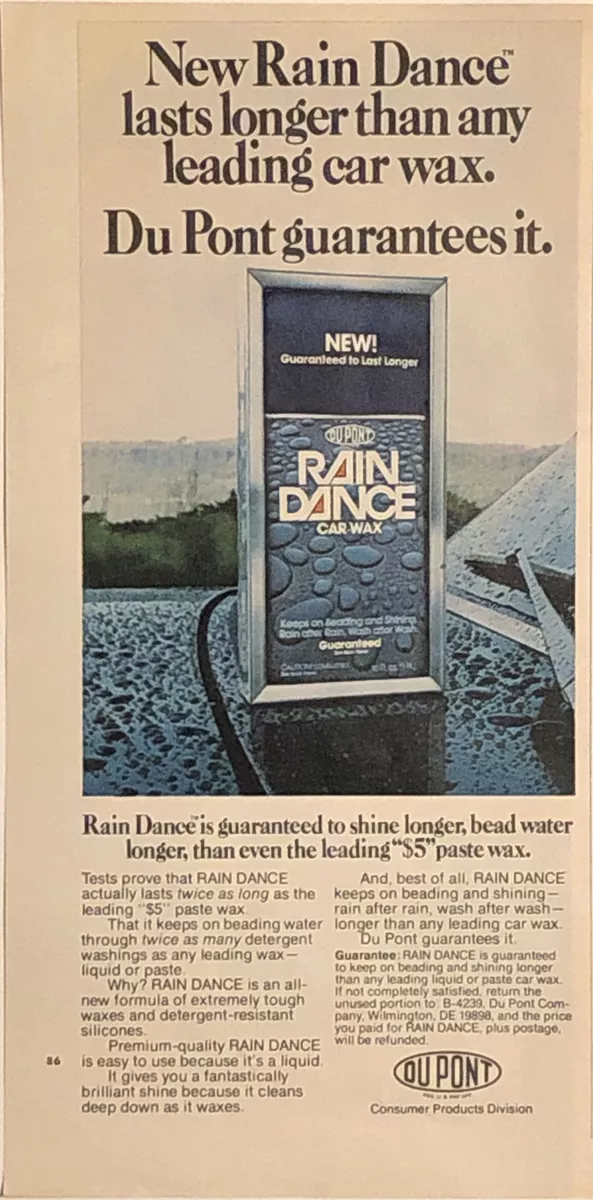 New Rain Dance™
lasts longer than any
leading car wax.
Du Pont guarantees it.
NEW!
Guaranteed to Last Longer
DU PONT
RAIN
DANCE
CAR WAX
Keeps on Beading and Shining
Rain after Rain, Wash after Wash
Guaranteed
Rain Dance™ is guaranteed to shine longer, bead water
longer, than even the leading “$5” paste wax.
Tests prove that RAIN DANCE
actually lasts twice as long as the
leading "$5" paste wax.
That it keeps on beading water
through twice as many detergent
washings as any leading wax—
liquid or paste.
Why? RAIN DANCE is an all-
new formula of extremely tough
waxes and detergent-resistant
silicones.
Premium-quality RAIN DANCE
is easy to use because it's a liquid.
It gives you a fantastically
brilliant shine because it cleans
deep down as it waxes.
And, best of all, RAIN DANCE
keeps on beading and shining—
rain after rain, wash after wash—
longer than any leading car wax.
Du Pont guarantees it.
Guarantee: RAIN DANCE is guaranteed
to keep on beading and shining longer
than any leading liquid or paste car wax.
If not completely satisfied, return the
unused portion to: B-4239, Du Pont Com-
pany, Wilmington, DE 19898, and the price
you paid for RAIN DANCE, plus postage,
will be refunded.
86
DU PONT
Consumer Products Division